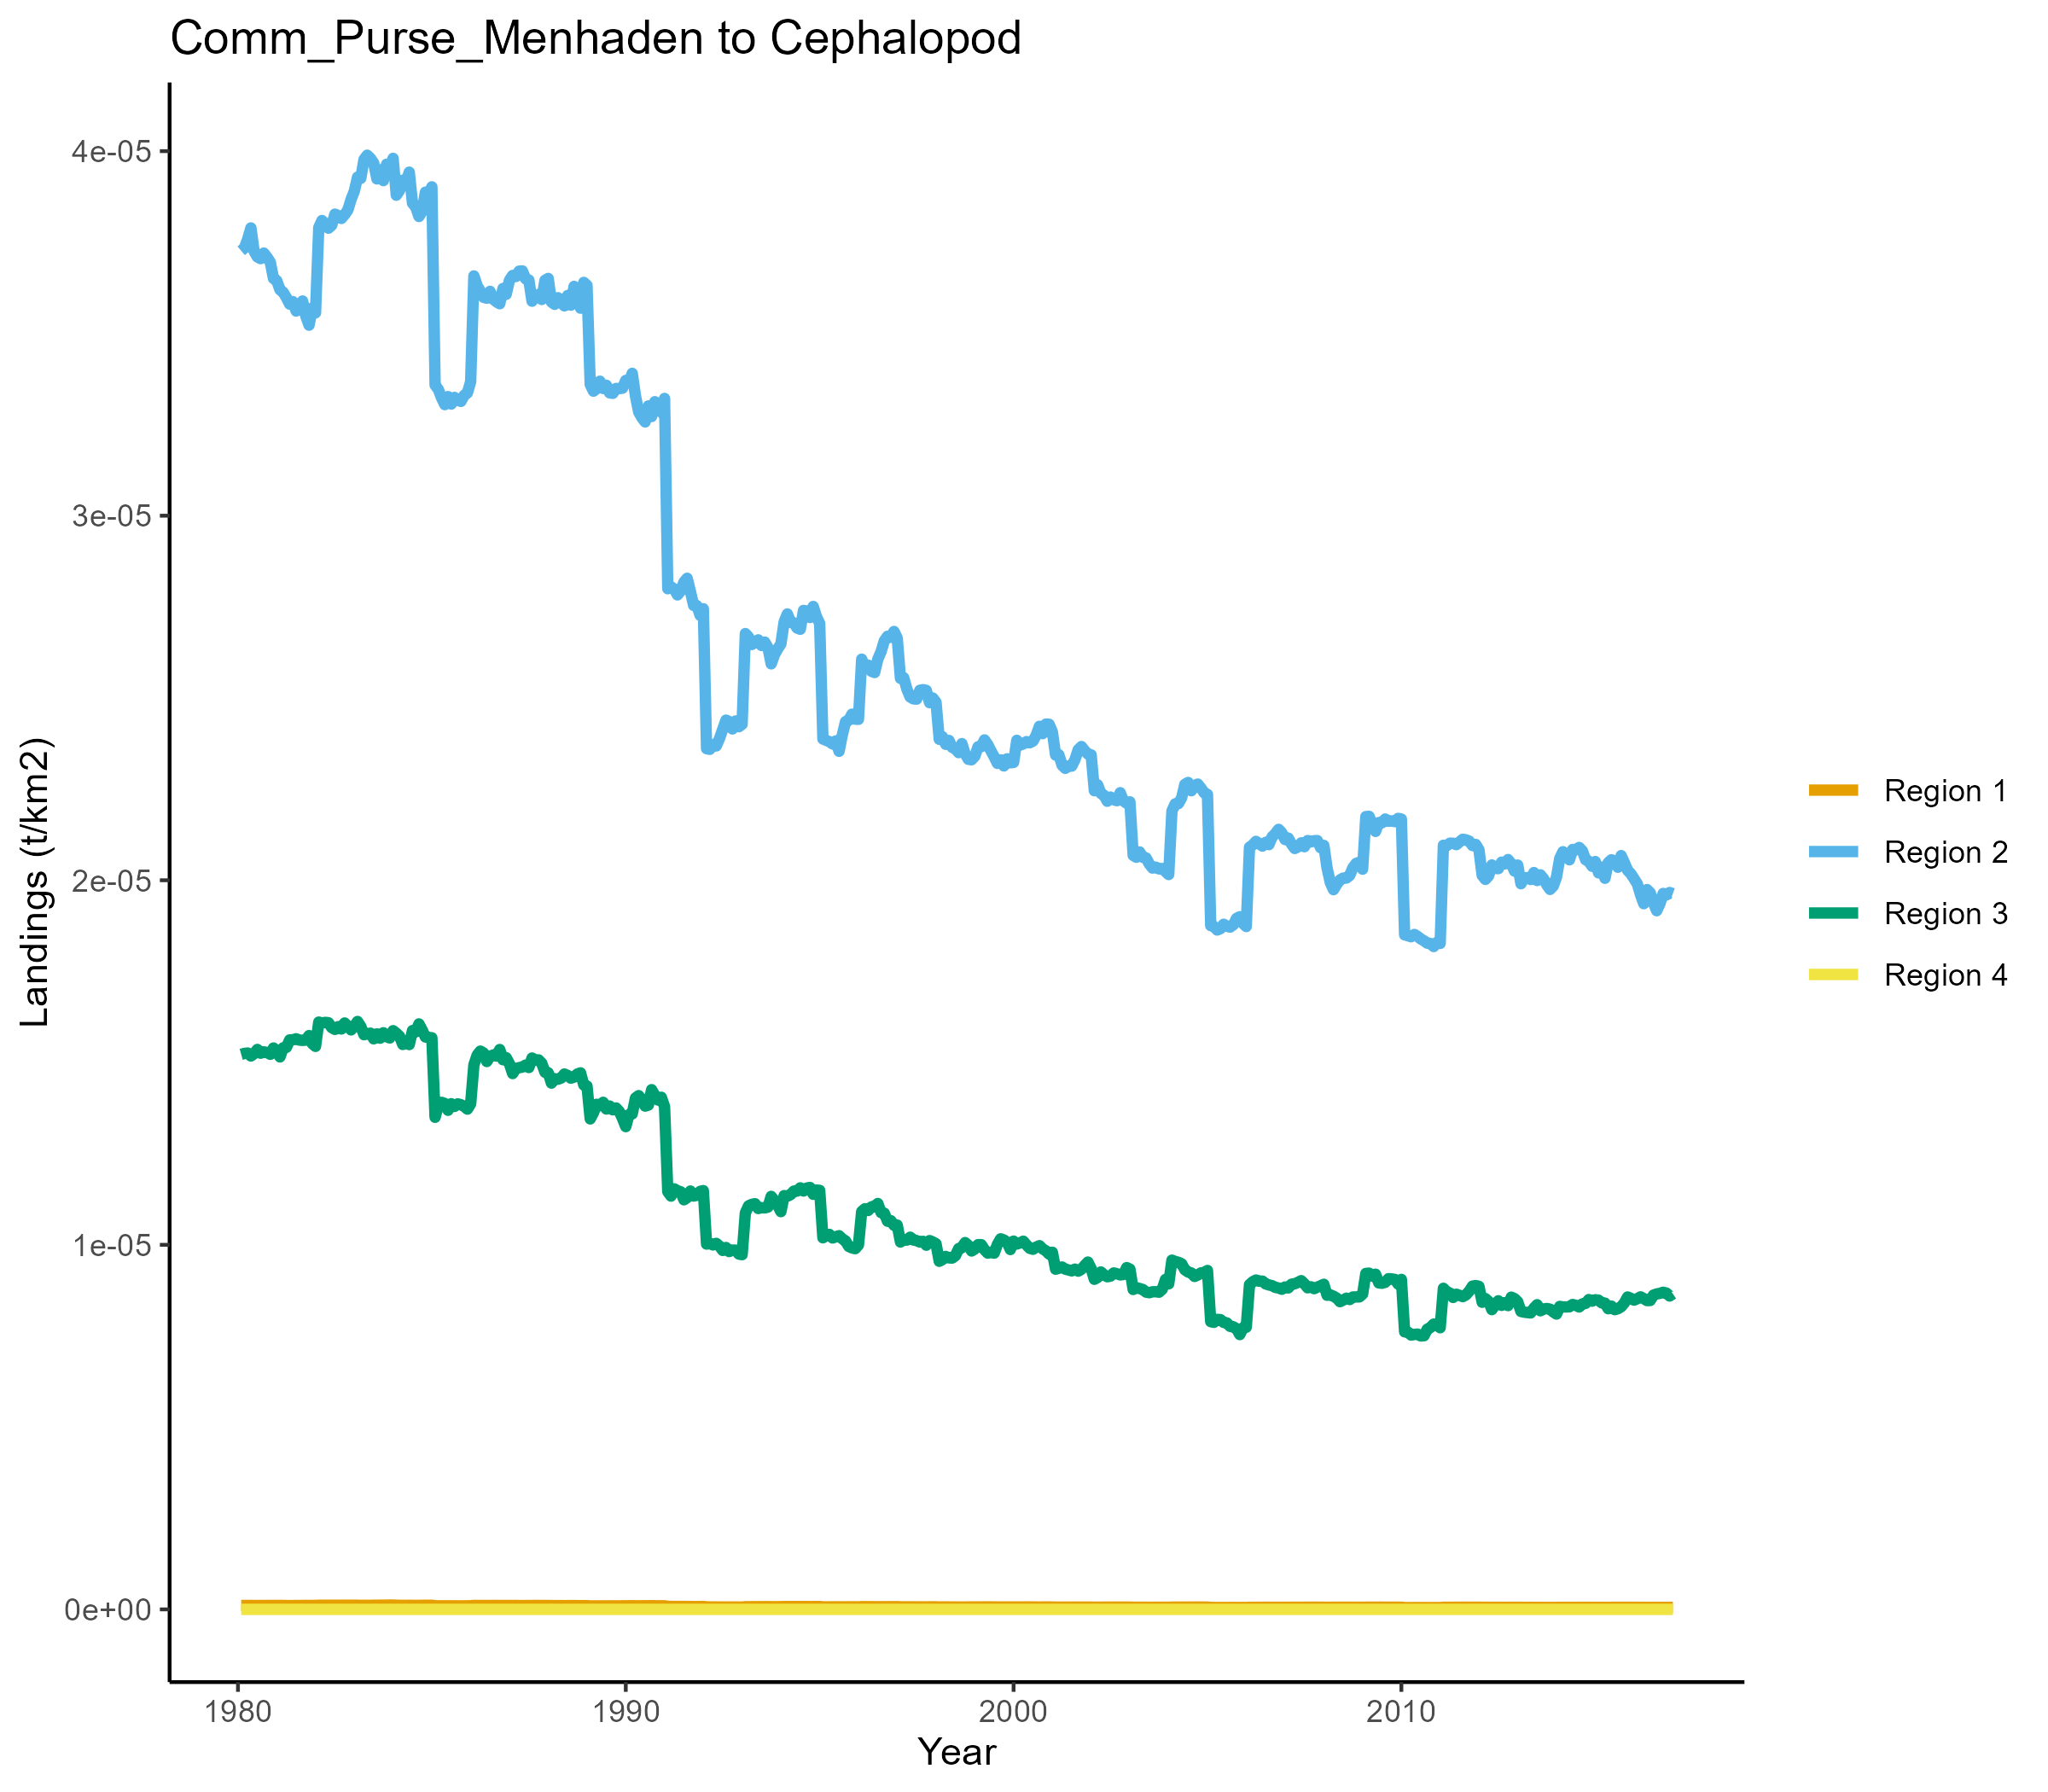 Comm_Purse_Menhaden to Cephalopod
Landings (t/km2)
4e-05
3e-05
2e-05
1e-05
0e+00
1980
1990
2000
2010
Year
Region 1
Region 2
Region 3
Region 4